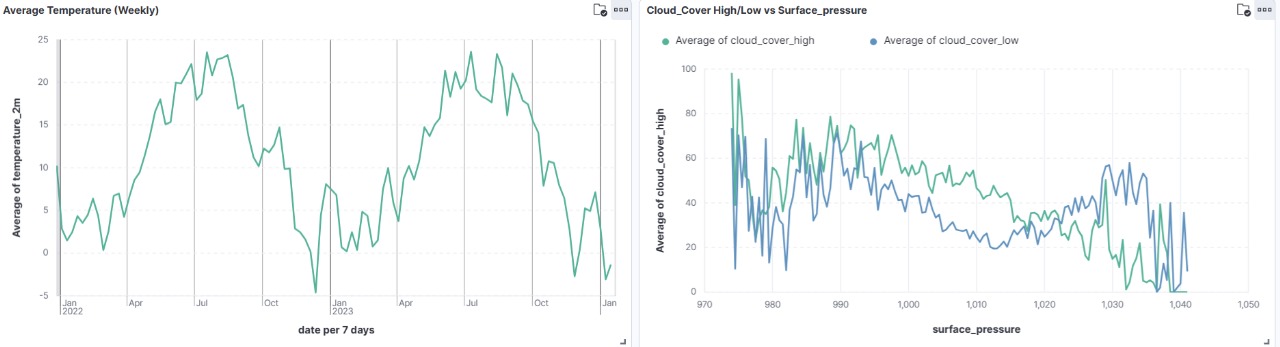 Average Temperature (Weekly)
Average of temperature_2m
25
20
15
10
5
0
-5
Jan
2022
Apr
Jul
Oct
Jan
2023
Apr
Jul
Oct
Jan
date per 7 days
Cloud_Cover High/Low vs Surface_pressure
Average of cloud_cover_high
Average of cloud_cover_low
Average of cloud_cover_high
100
80
60
40
20
0
970
980
990
1,000
1,010
1,020
1,030
1,040
1,050
surface_pressure